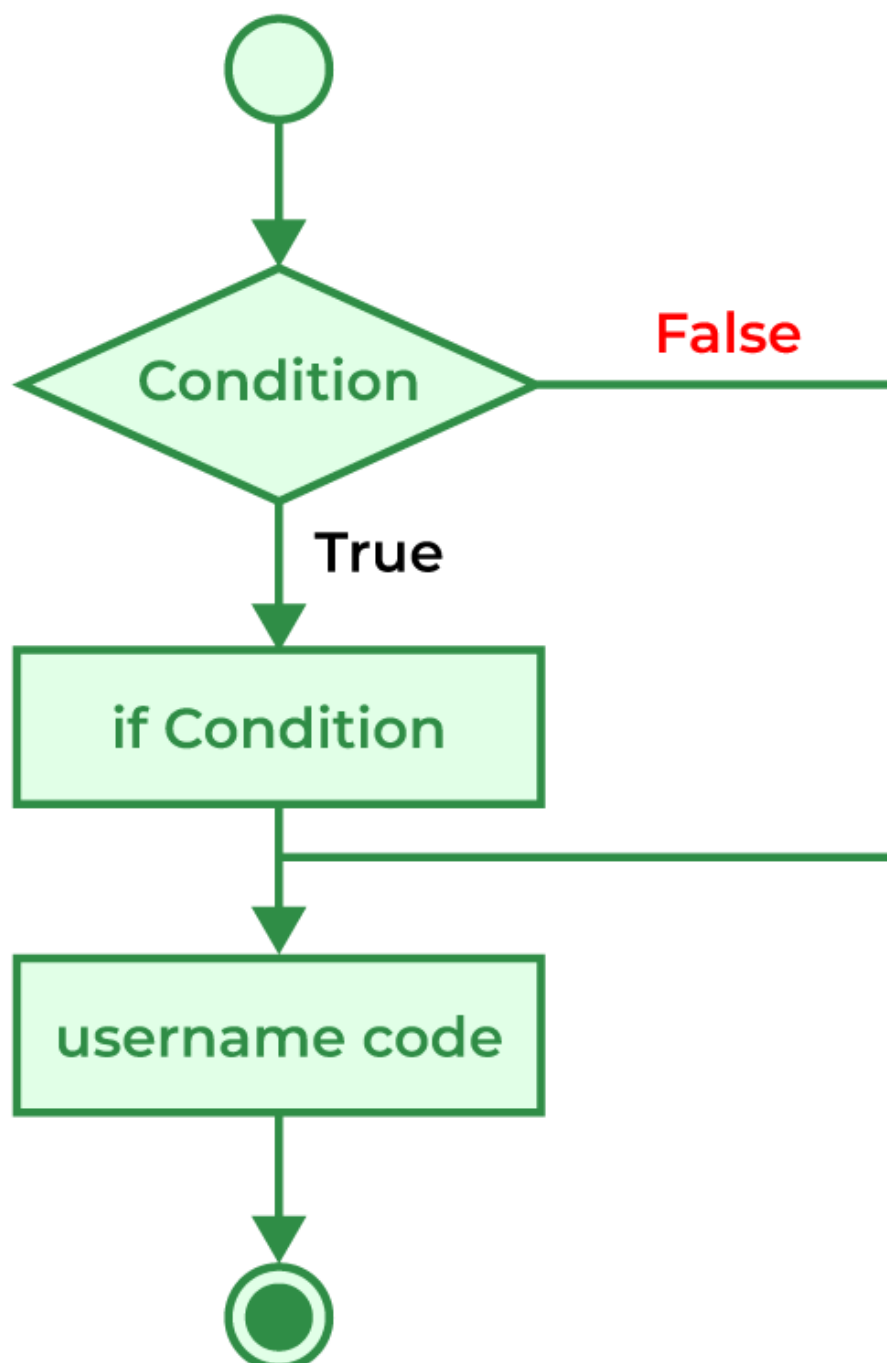 Condition
False
True
if Condition
username code